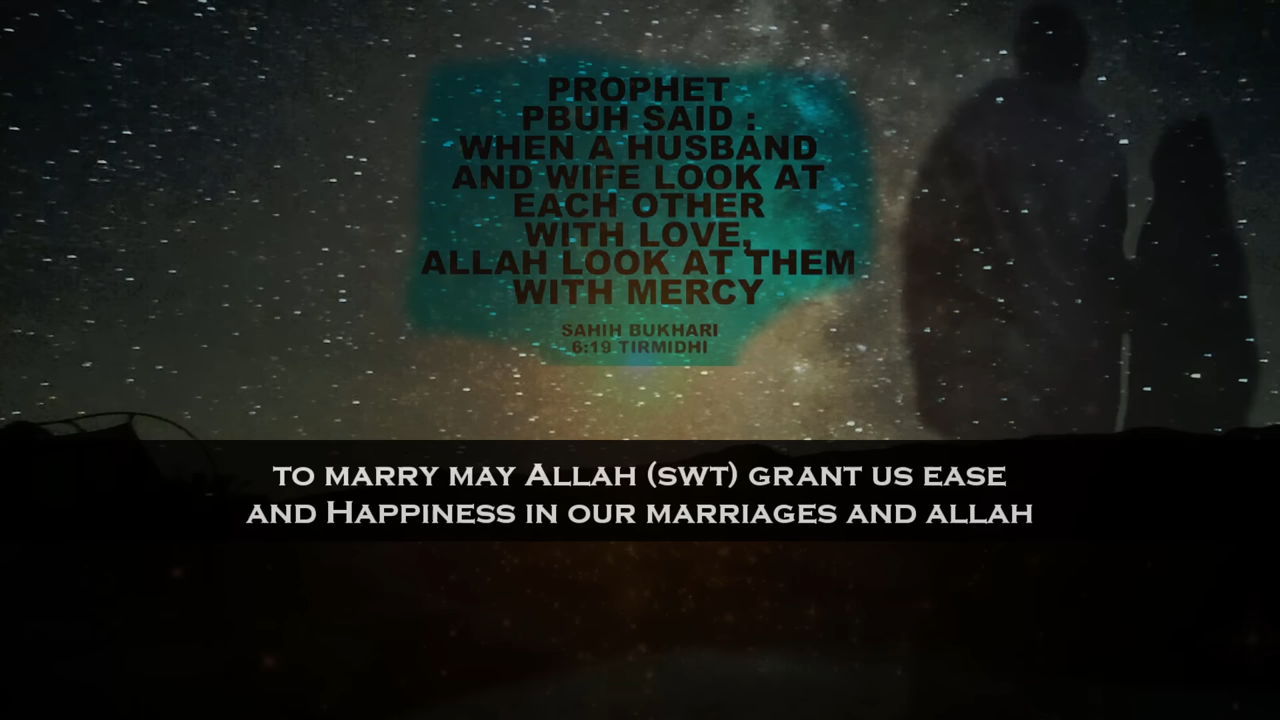 PROPHET
PBUH SAID :
WHEN A HUSBAND
AND WIFE LOOK AT
EACH OTHER
WITH LOVE,
ALLAH LOOK AT THEM
WITH MERCY
SAHIH BUKHARI
6:19 TIRMIDHI
TO MARRY MAY ALLAH (SWT) GRANT US EASE
AND HAPPINESS IN OUR MARRIAGES AND ALLAH